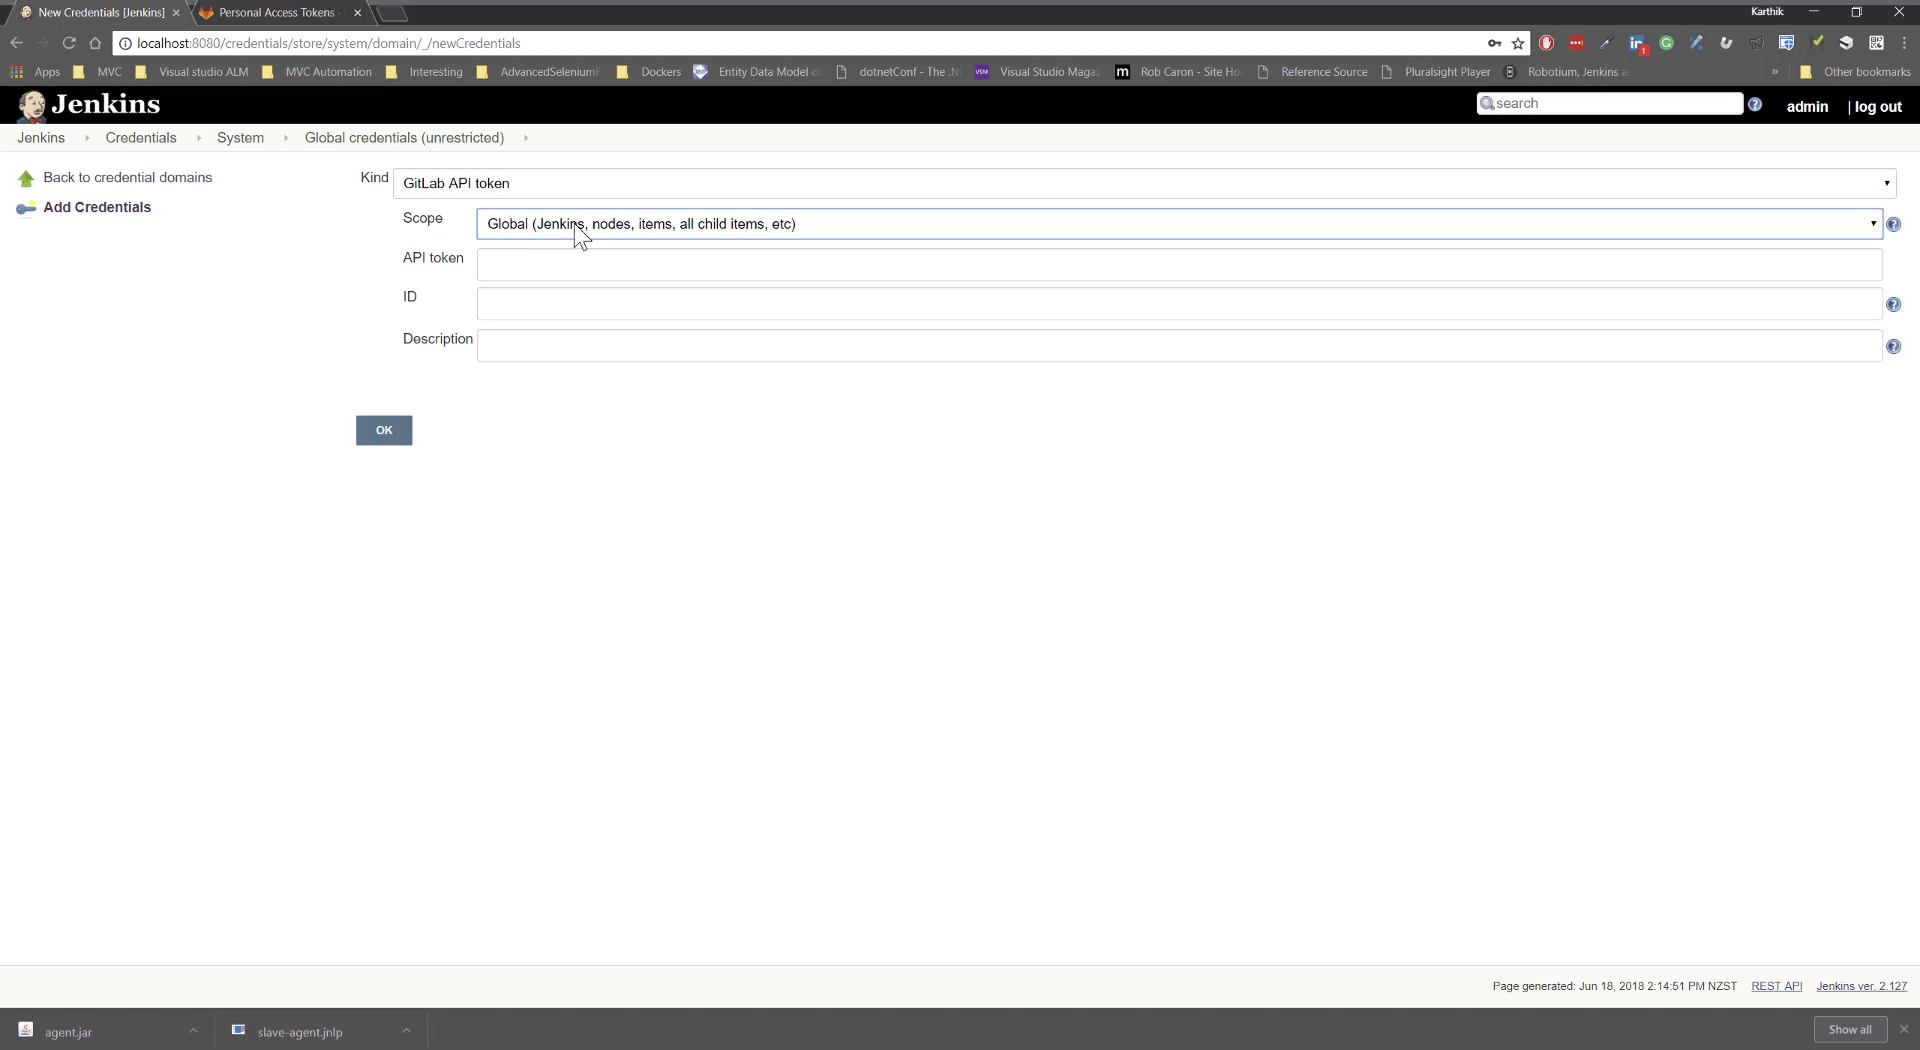 New Credentials [Jenkins]
Personal Access Tokens
Karthik
localhost:8080/credentials/store/system/domain/_/newCredentials
1
Apps
MVC
Visual studio ALM
MVC Automation
Interesting
AdvancedSelenium
Dockers
Entity Data Model
dotnetConf - The .N
VSM
Visual Studio Magaz
m
Rob Caron - Site Ho
Reference Source
Pluralsight Player
Robotium, Jenkins a
»
Other bookmarks
Jenkins
search
admin
| log out
Jenkins
Credentials
System
Global credentials (unrestricted)
Back to credential domains
Add Credentials
Kind
GitLab API token
Scope
Global (Jenkins, nodes, items, all child items, etc)
API token
ID
Description
OK
Page generated: Jun 18, 2018 2:14:51 PM NZST
REST API
Jenkins ver. 2.127
agent.jar
slave-agent.jnlp
Show all